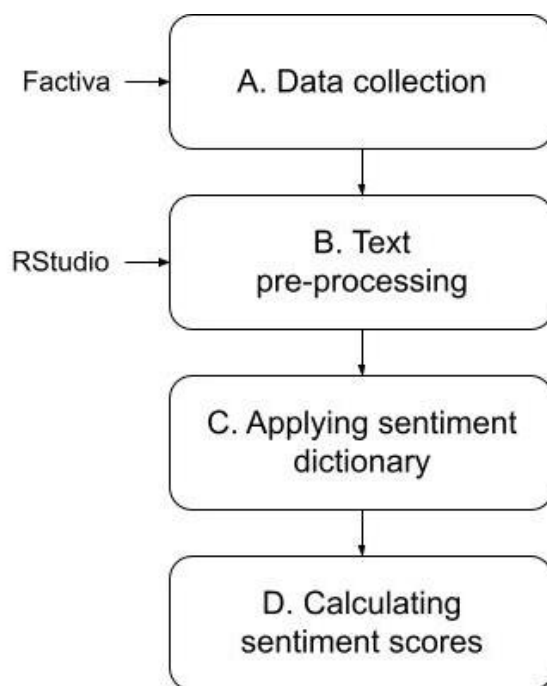 Factiva
A. Data collection
RStudio
B. Text
pre-processing
C. Applying sentiment
dictionary
D. Calculating
sentiment scores